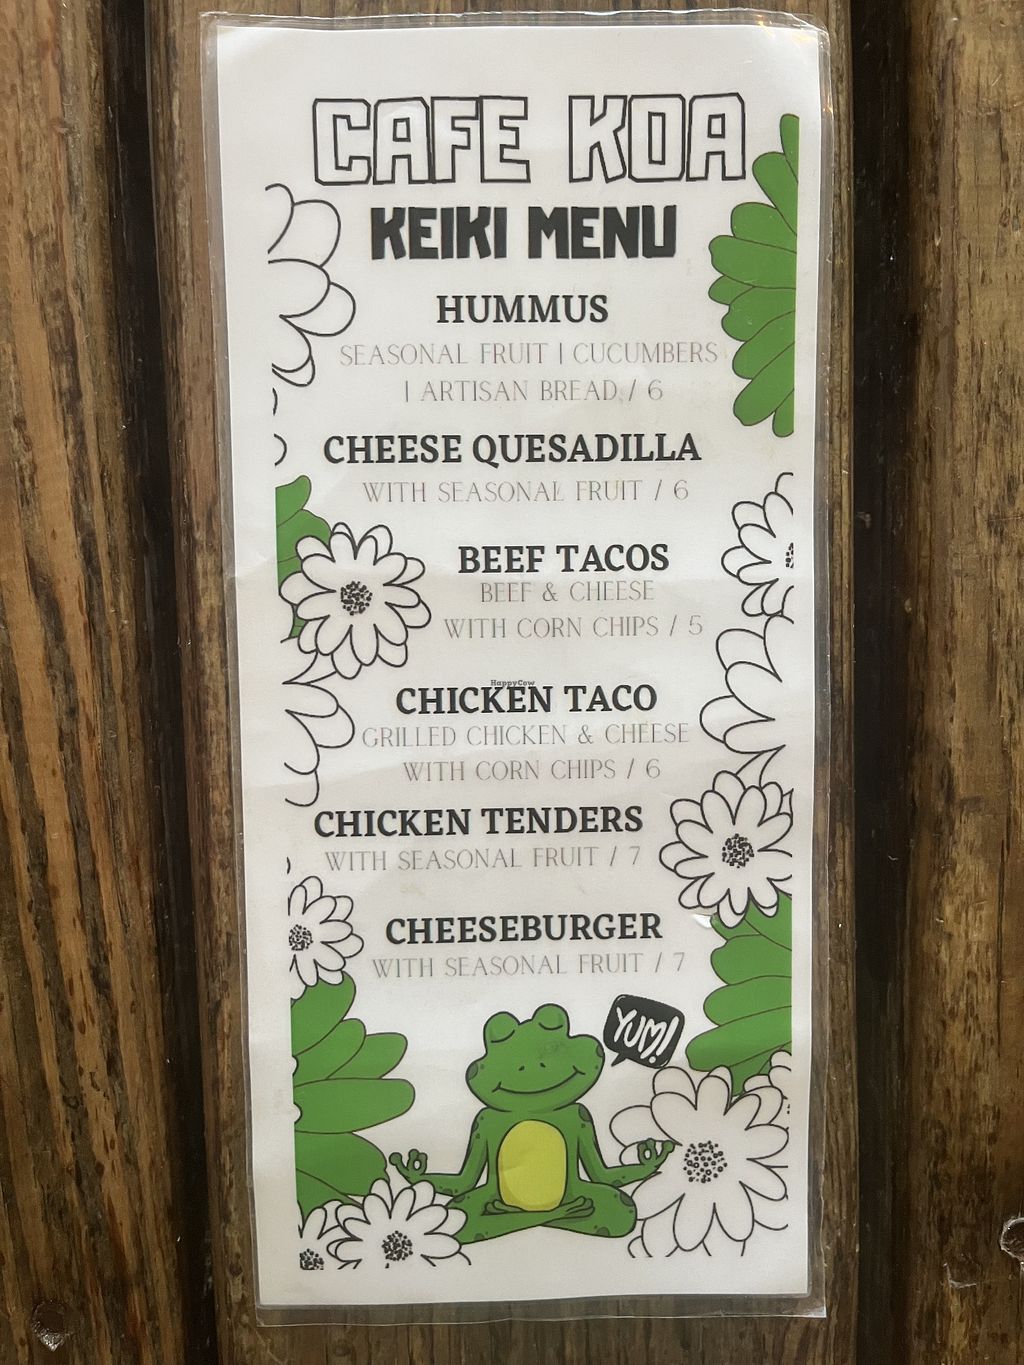 CAFE KOA
KEIKI MENU
HUMMUS
SEASONAL FRUIT | CUCUMBERS
| ARTISAN BREAD / 6
CHEESE QUESADILLA
WITH SEASONAL FRUIT / 6
BEEF TACOS
BEEF & CHEESE
WITH CORN CHIPS / 5
HappyCow
CHICKEN TACO
GRILLED CHICKEN & CHEESE
WITH CORN CHIPS / 6
CHICKEN TENDERS
WITH SEASONAL FRUIT / 7
CHEESEBURGER
WITH SEASONAL FRUIT / 7
YUM!